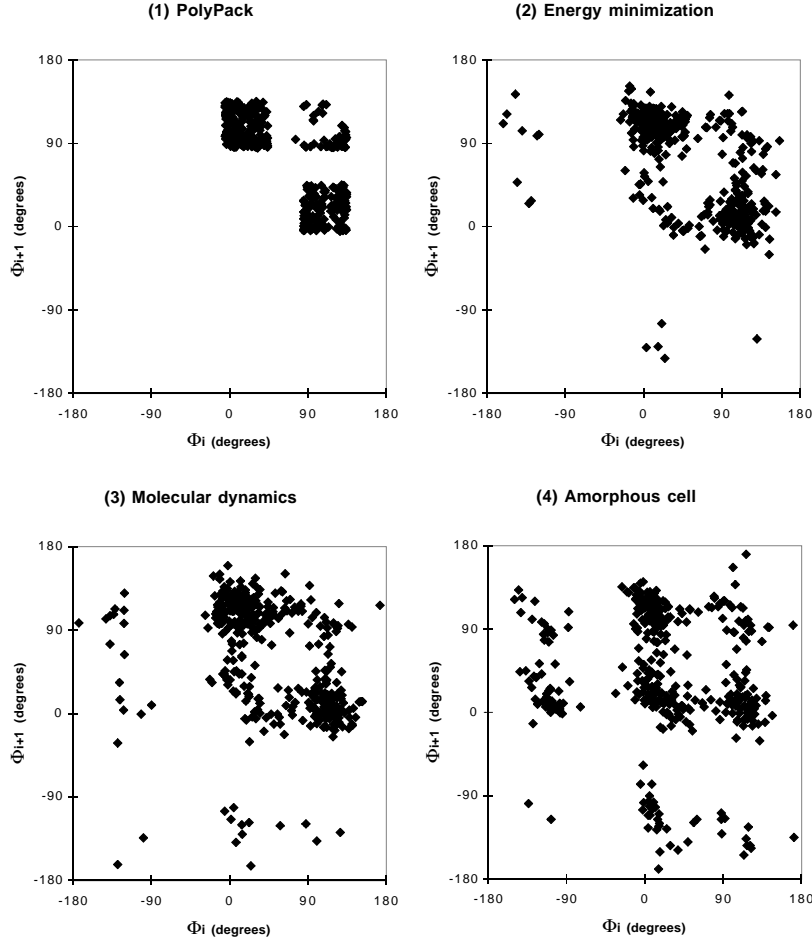 (1) PolyPack
(2) Energy minimization
180
90
0
-90
-180
Φi+1 (degrees)
-180 -90 0 90 180
Φi (degrees)
180
90
0
-90
-180
Φi+1 (degrees)
-180 -90 0 90 180
Φi (degrees)
(3) Molecular dynamics
(4) Amorphous cell
180
90
0
-90
-180
Φi+1 (degrees)
-180 -90 0 90 180
Φi (degrees)
180
90
0
-90
-180
Φi+1 (degrees)
-180 -90 0 90 180
Φi (degrees)